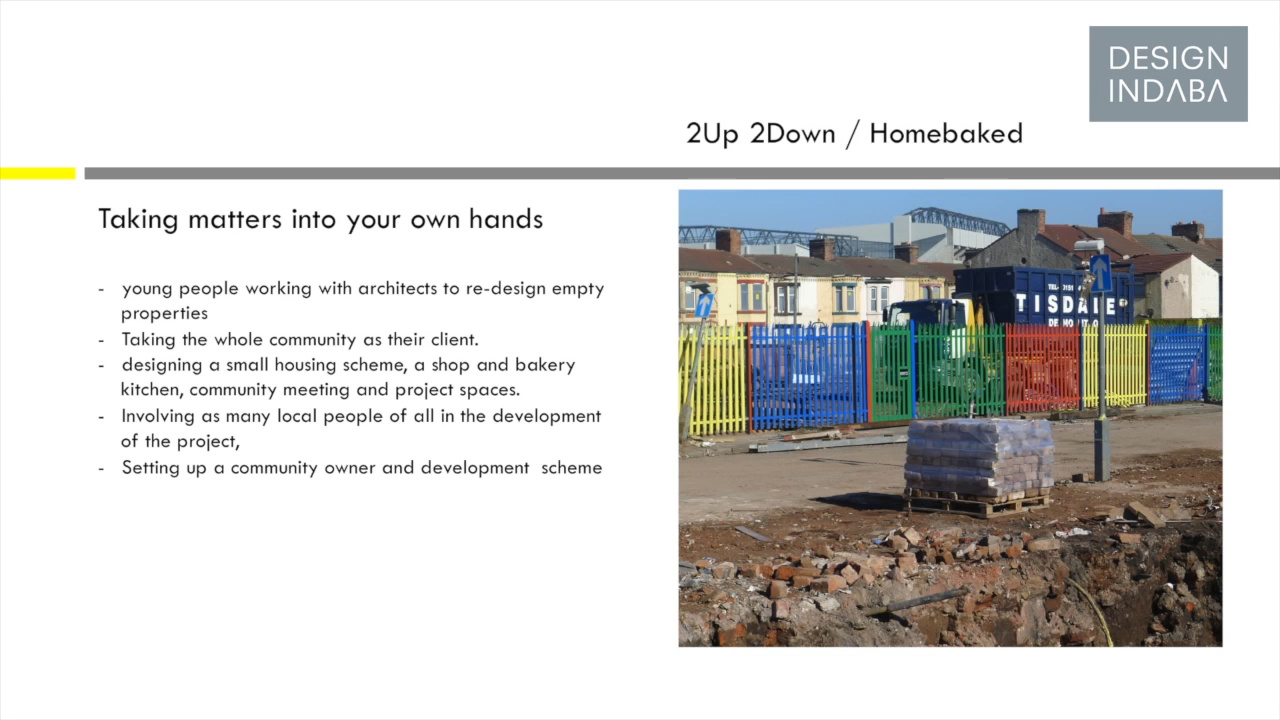 DESIGN
INDABA
2Up 2Down / Homebaked
Taking matters into your own hands
- young people working with architects to re-design empty
properties
- Taking the whole community as their client.
- designing a small housing scheme, a shop and bakery
kitchen, community meeting and project spaces.
- Involving as many local people of all in the development
of the project,
- Setting up a community owner and development scheme
TISDALE